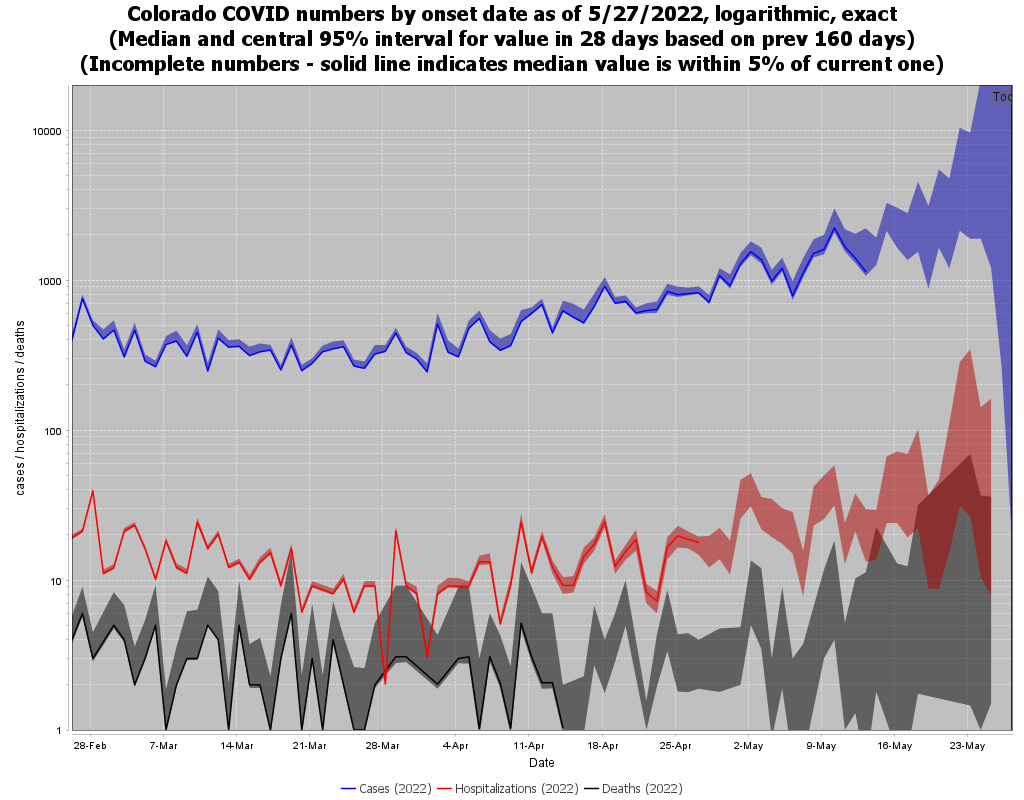 Colorado COVID numbers by onset date as of 5/27/2022, logarithmic, exact
(Median and central 95% interval for value in 28 days based on prev 160 days)
(Incomplete numbers - solid line indicates median value is within 5% of current one)
10000
1000
100
10
1
cases / hospitalizations / deaths
28-Feb 7-Mar 14-Mar 21-Mar 28-Mar 4-Apr 11-Apr 18-Apr 25-Apr 2-May 9-May 16-May 23-May
Date
Cases (2022) Hospitalizations (2022) Deaths (2022)